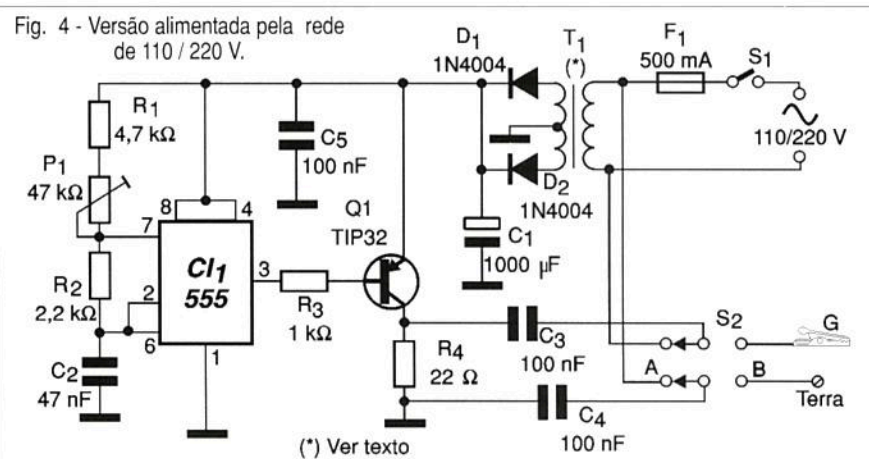 Fig. 4 - Versão alimentada pela rede
de 110 / 220 V.
D1
1N4004
T1
(*)
F1
500 mA
S1
110/220 V
R1
4,7 kΩ
P1
47 kΩ
C5
100 nF
D2
1N4004
Q1
TIP32
C1
1000 µF
8
4
7
CI1
555
3
2
6
1
R2
2,2 kΩ
R3
1 kΩ
C2
47 nF
R4
22 Ω
C3
100 nF
C4
100 nF
S2
G
A
B
Terra
(*) Ver texto